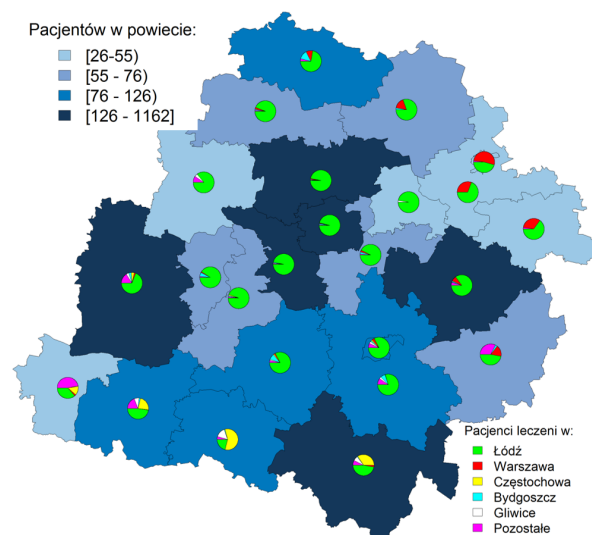 Pacjentów w powiecie:
[26-55)
[55 - 76)
[76 - 126)
[126 - 1162]
Pacjenci leczeni w:
Łódź
Warszawa
Częstochowa
Bydgoszcz
Gliwice
Pozostałe